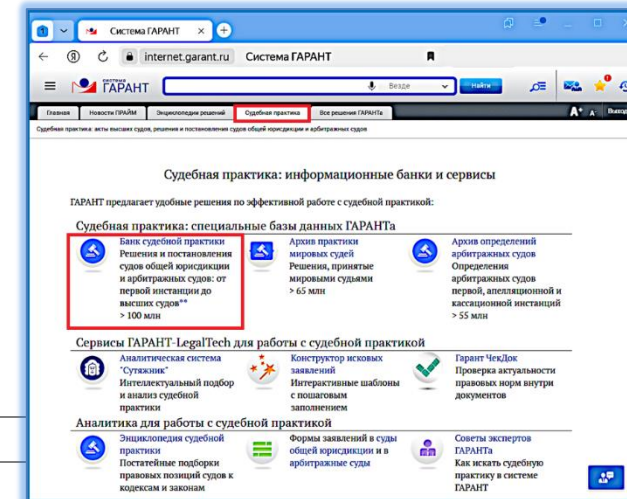 Система ГАРАНТ
internet.garant.ru Система ГАРАНТ
система
ГАРАНТ
Везде
Найти
Главная Новости ПРАЙМ Энциклопедия решений Судебная практика Все решения ГАРАНТа
A+ A-
Судебная практика: акты высших судов, решения и постановления судов общей юрисдикции и арбитражных судов
Судебная практика: информационные банки и сервисы
ГАРАНТ предлагает удобные решения по эффективной работе с судебной практикой:
Судебная практика: специальные базы данных ГАРАНТа
Банк судебной практики
Решения и постановления
судов общей юрисдикции
и арбитражных судов: от
первой инстанции до
высших судов**
> 100 млн
Архив практики
мировых судей
Решения, принятые
мировыми судьями
> 65 млн
Архив определений
арбитражных судов
Определения
арбитражных судов
первой, апелляционной и
кассационной инстанций
> 55 млн
Сервисы ГАРАНТ-LegalTech для работы с судебной практикой
Аналитическая система
"Сутяжник"
Интеллектуальный подбор
и анализ судебной
практики
Конструктор исковых
заявлений
Интерактивные шаблоны
с пошаговым
заполнением
Гарант ЧекДок
Проверка актуальности
правовых норм внутри
документов
Аналитика для работы с судебной практикой
Энциклопедия судебной
практики
Постатейные подборки
правовых позиций судов к
кодексам и законам
Формы заявлений в суды
общей юрисдикции и в
арбитражные суды
Советы экспертов
ГАРАНТа
Как искать судебную
практику в системе
ГАРАНТ